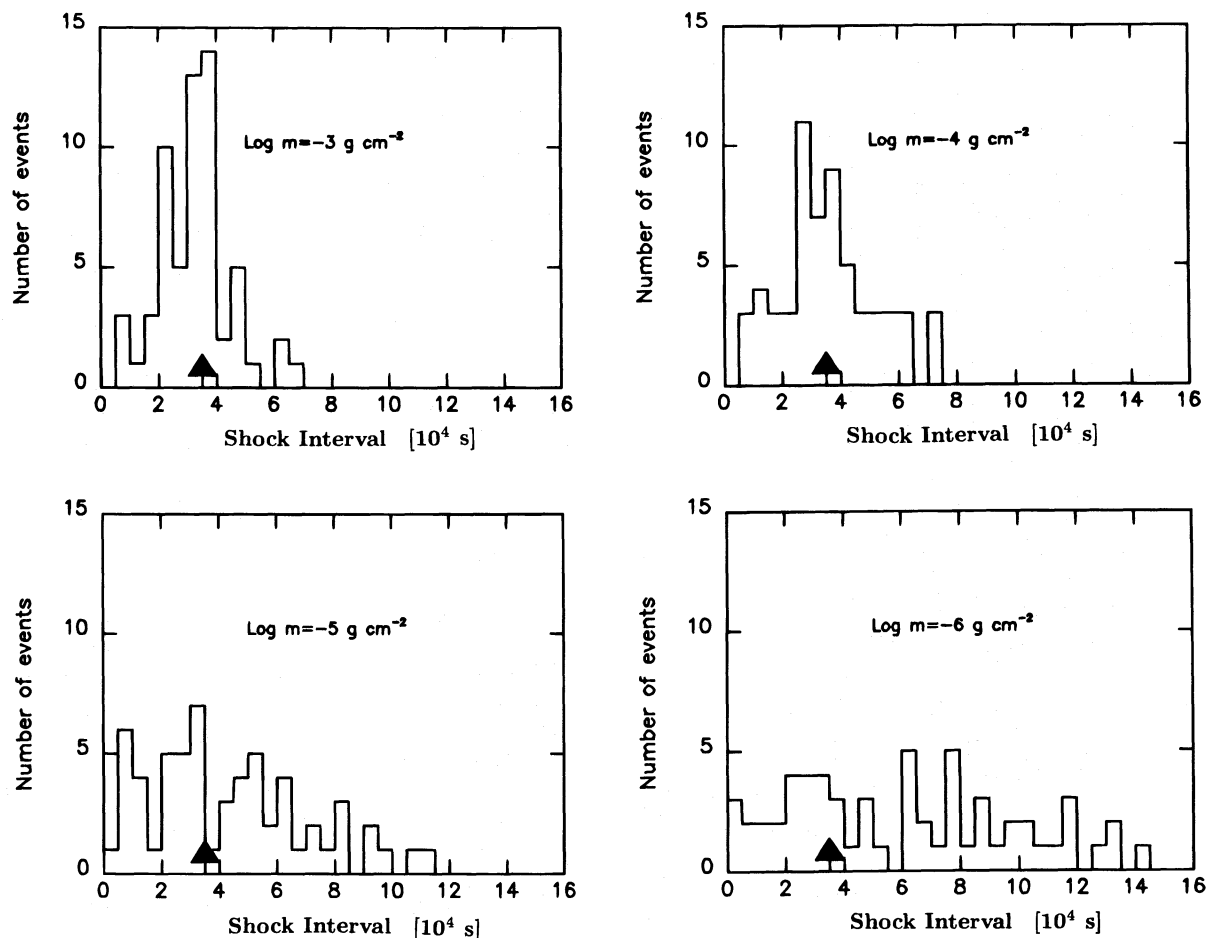 15
10
5
0
Number of events
Log m=-3 g cm⁻²
0 2 4 6 8 10 12 14 16
Shock Interval [10⁴ s]
15
10
5
0
Number of events
Log m=-4 g cm⁻²
0 2 4 6 8 10 12 14 16
Shock Interval [10⁴ s]
15
10
5
0
Number of events
Log m=-5 g cm⁻²
0 2 4 6 8 10 12 14 16
Shock Interval [10⁴ s]
15
10
5
0
Number of events
Log m=-6 g cm⁻²
0 2 4 6 8 10 12 14 16
Shock Interval [10⁴ s]